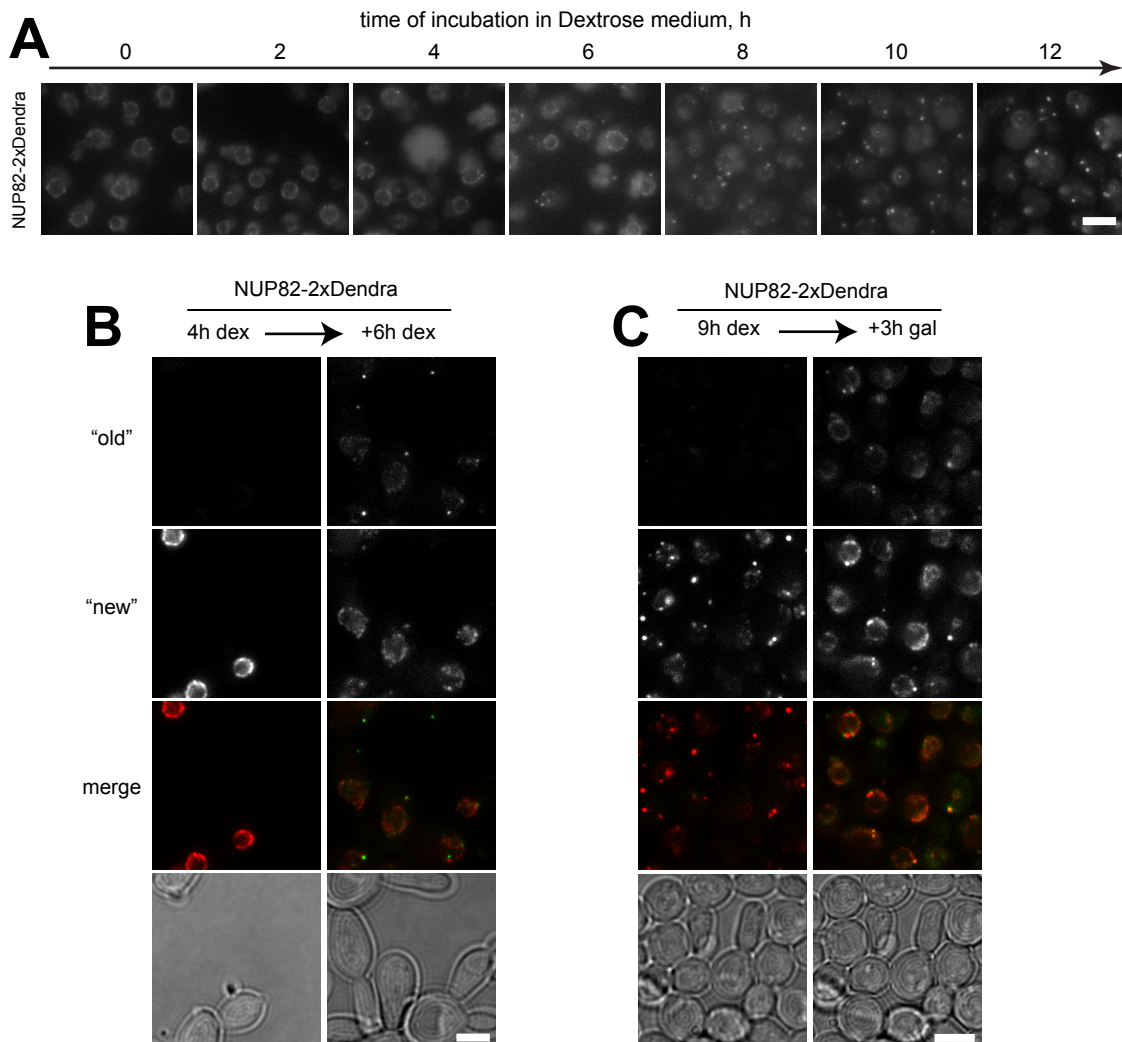 A
time of incubation in Dextrose medium, h
0 2 4 6 8 10 12
NUP82-2xDendra
B
NUP82-2xDendra
4h dex +6h dex
C
NUP82-2xDendra
9h dex +3h gal
“old”
“new”
merge